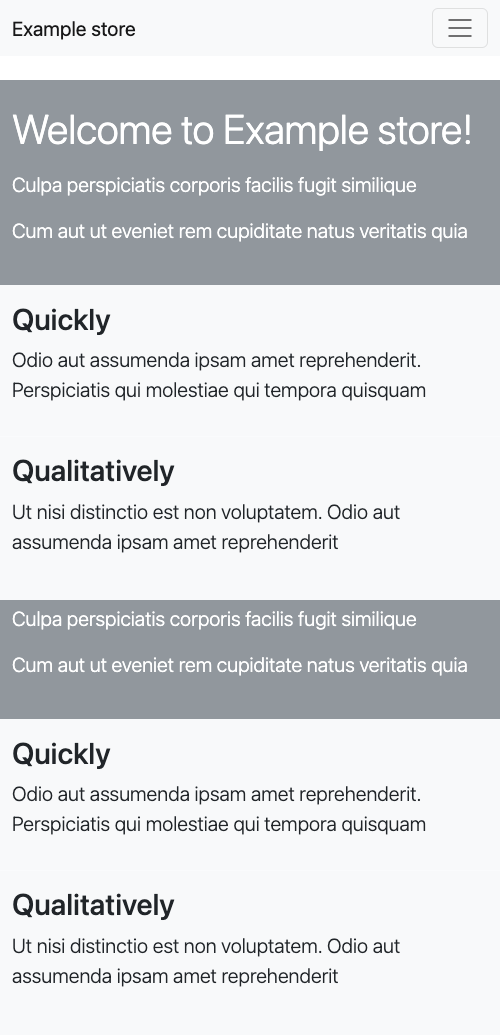 Example store
Welcome to Example store!
Culpa perspiciatis corporis facilis fugit similique
Cum aut ut eveniet rem cupiditate natus veritatis quia
Quickly
Odio aut assumenda ipsam amet reprehenderit.
Perspiciatis qui molestiae qui tempora quisquam
Qualitatively
Ut nisi distinctio est non voluptatem. Odio aut
assumenda ipsam amet reprehenderit
Culpa perspiciatis corporis facilis fugit similique
Cum aut ut eveniet rem cupiditate natus veritatis quia
Quickly
Odio aut assumenda ipsam amet reprehenderit.
Perspiciatis qui molestiae qui tempora quisquam
Qualitatively
Ut nisi distinctio est non voluptatem. Odio aut
assumenda ipsam amet reprehenderit